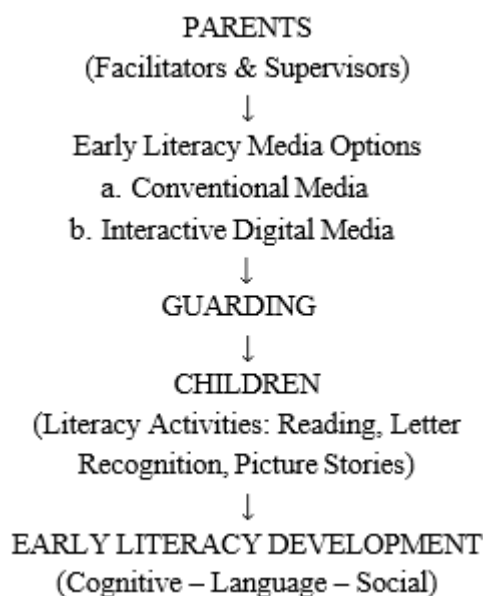 PARENTS
(Facilitators & Supervisors)
↓
Early Literacy Media Options
a. Conventional Media
b. Interactive Digital Media
↓
GUARDING
↓
CHILDREN
(Literacy Activities: Reading, Letter
Recognition, Picture Stories)
↓
EARLY LITERACY DEVELOPMENT
(Cognitive – Language – Social)